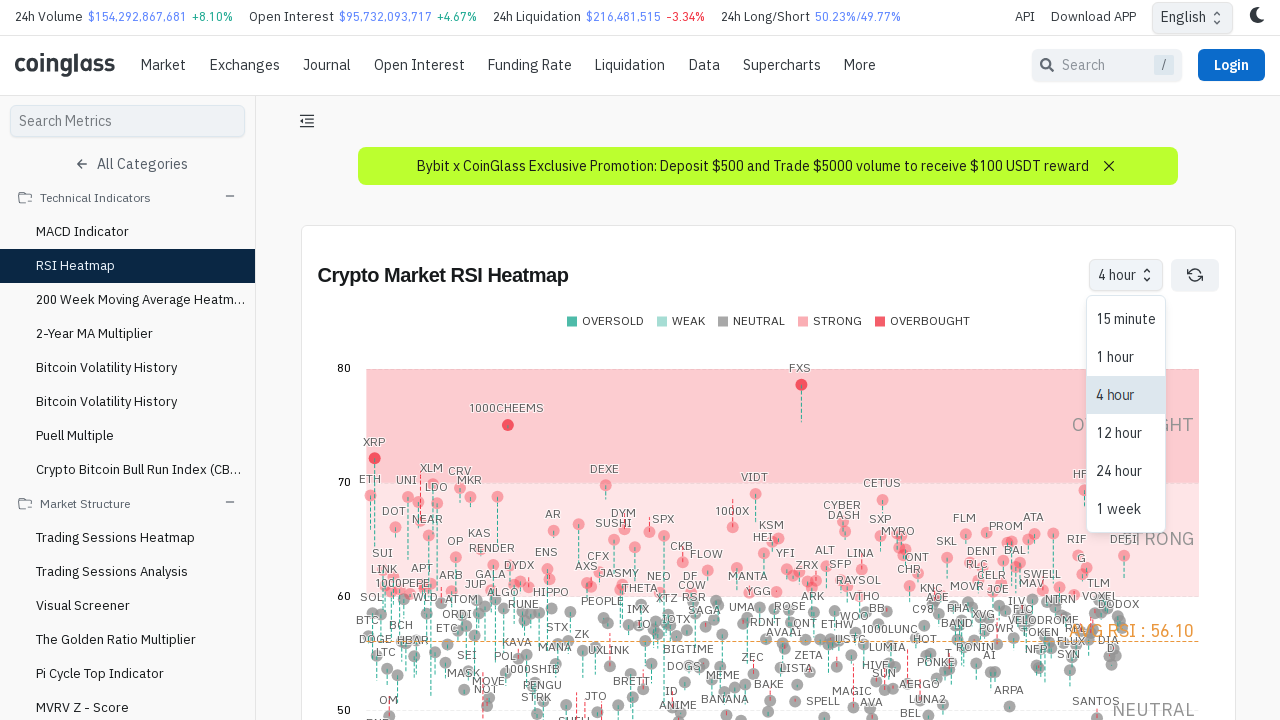 24h Volume $154,292,867,681 +8.10% Open Interest $95,732,093,717 +4.67% 24h Liquidation $216,481,515 -3.34% 24h Long/Short 50.23%/49.77% API Download APP English
coinglass Market Exchanges Journal Open Interest Funding Rate Liquidation Data Supercharts More Search / Login
Search Metrics
All Categories
Technical Indicators
MACD Indicator
RSI Heatmap
200 Week Moving Average Heatm...
2-Year MA Multiplier
Bitcoin Volatility History
Bitcoin Volatility History
Puell Multiple
Crypto Bitcoin Bull Run Index (CB...
Market Structure
Trading Sessions Heatmap
Trading Sessions Analysis
Visual Screener
The Golden Ratio Multiplier
Pi Cycle Top Indicator
MVRV Z - Score
Bybit x CoinGlass Exclusive Promotion: Deposit $500 and Trade $5000 volume to receive $100 USDT reward
Crypto Market RSI Heatmap
4 hour
15 minute
1 hour
4 hour
12 hour
24 hour
1 week
OVERSOLD WEAK NEUTRAL STRONG OVERBOUGHT
80
FXS
1000CHEEMS
XRP
70
ETH UNI XLM LDO CRV MKR DEXE VIDT CETUS
DOT NEAR AR SUSHI DYM SPX 1000X KSM HEI CYBER DASH SXP MYRO FLM PROM ATA
STRONG
SUI OP KAS RENDER ENS CFX CKB FLOW YFI ALT LINA SKL DENT BAL RIF DEFI
LINK APT ARB GALA DYDX AXS JASMY NEO DF MANTA ZRX SFP CHR ONT RLC CELR SWELL G
1000PEPE JUP ALGO HIPPO THETA COW YGG RAYSOL KNC MOVR JOE MAV TLM
60
SOL WLD ATOM RUNE PEOPLE IMX XTZ RSR SAGA UMA ROSE ARK VTHO BB C98 ACE PHA XVG ILV NTRN VOXEL DODOX
BTC BCH ORDI ETC STX IO IOTX QNT ETHW WOO 1000LUNC BAND POWR VELODROME TOKEN
AVG RSI : 56.10
DOGE HBAR KAVA ZK AVAAI USTC HOT NFP FLUX
LTC SEI POL MANA UXLINK BIGTIME ZEC ZETA LUMIA RONIN AI SYN
MASK 1000SHIB DOGS LISTA HIVE PONKE
NOT MOVE PENGU STRK BRETT ID MEME BAKE SUN AERGO ARPA
OM JTO ANIME BANANA SPELL MAGIC AVA LUNA2 SANTOS
50
BEL
NEUTRAL